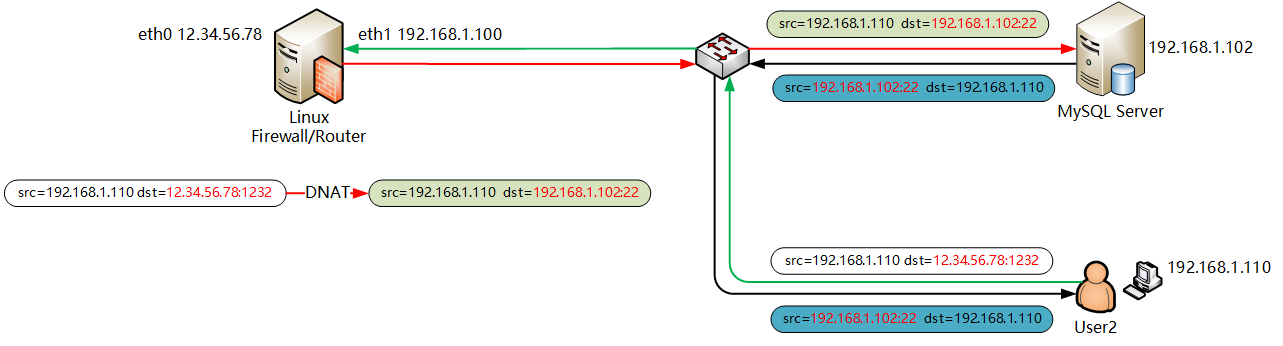 eth0 12.34.56.78
eth1 192.168.1.100
src=192.168.1.110 dst=192.168.1.102:22
192.168.1.102
src=192.168.1.102:22 dst=192.168.1.110
MySQL Server
Linux
Firewall/Router
src=192.168.1.110 dst=12.34.56.78:1232
DNAT
src=192.168.1.110 dst=192.168.1.102:22
src=192.168.1.110 dst=12.34.56.78:1232
192.168.1.110
src=192.168.1.102:22 dst=192.168.1.110
User2